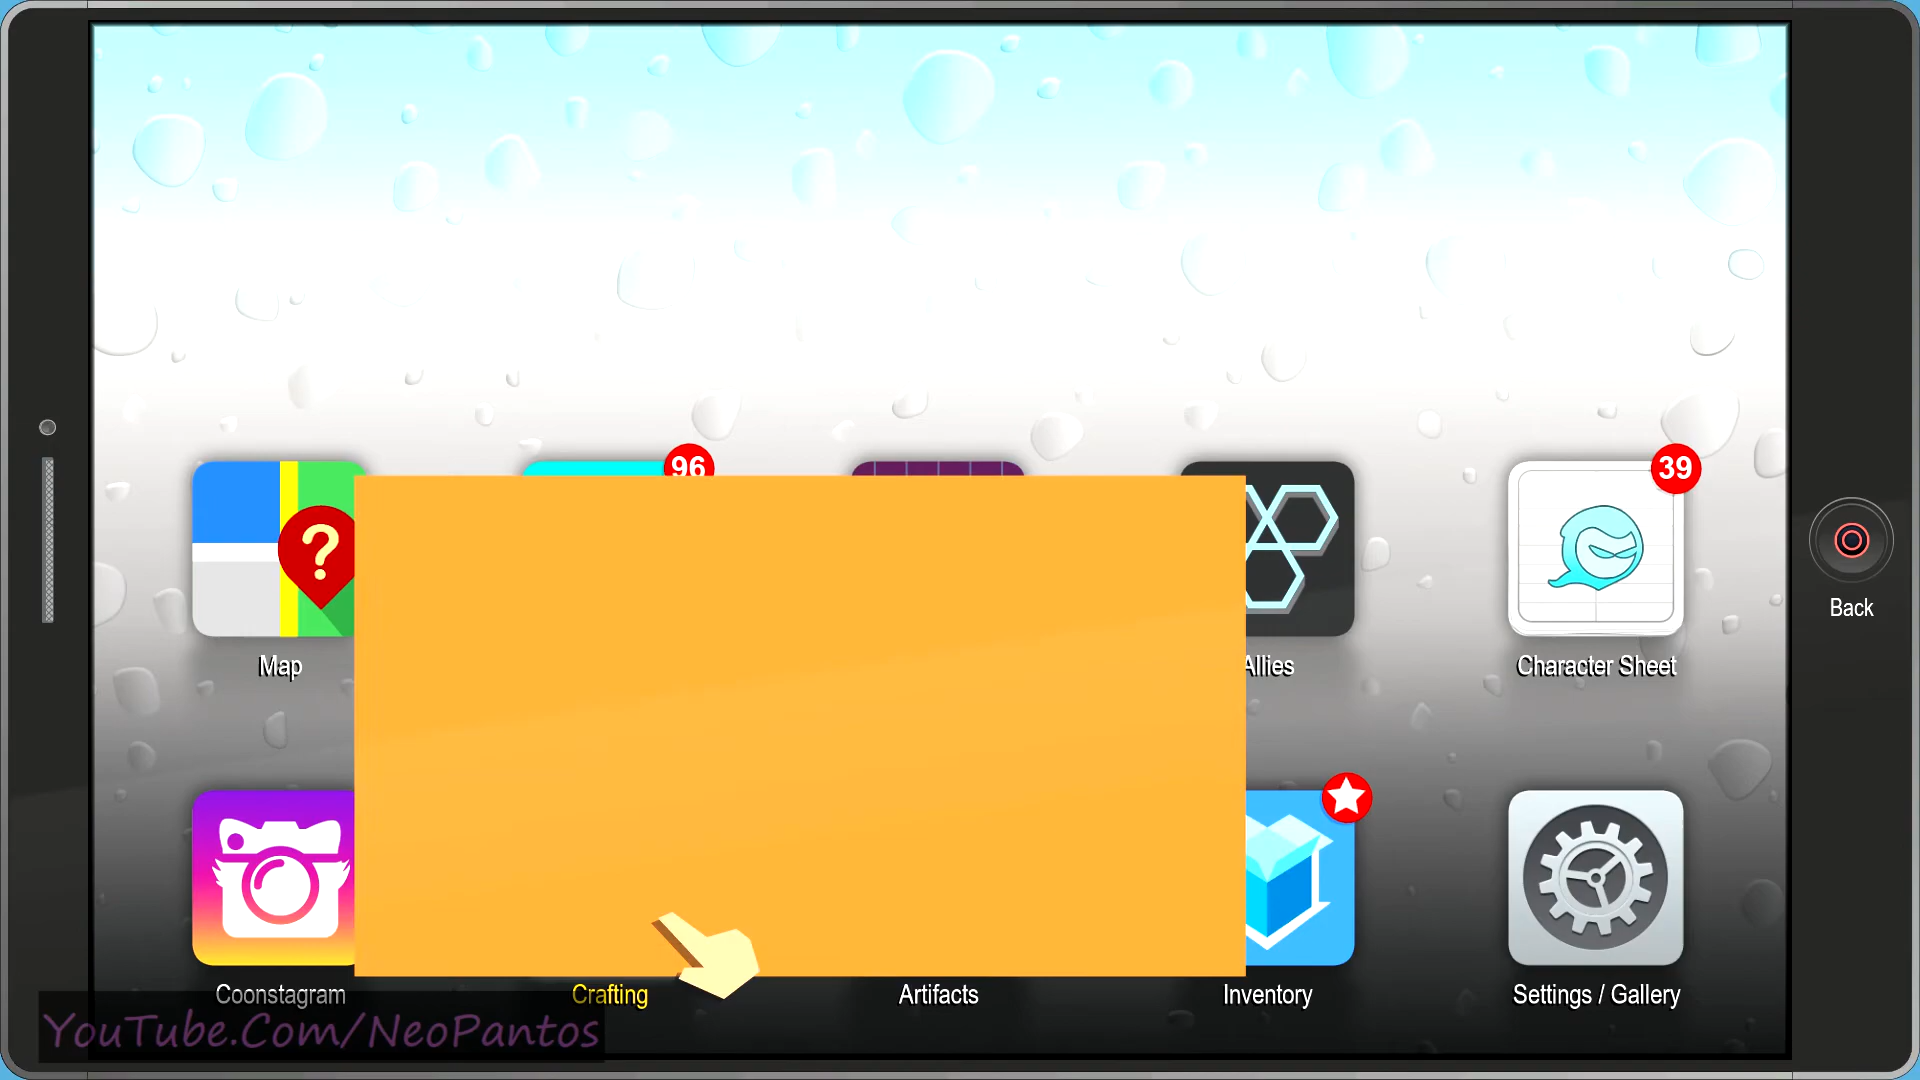 96
39
?
Back
Map
Allies
Character Sheet
Coonstagram
Crafting
Artifacts
Inventory
Settings / Gallery
YouTube.Com/NeoPantos